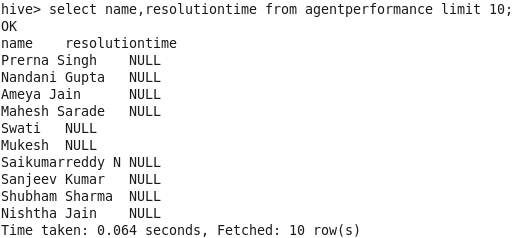 hive> select name,resolutiontime from agentperformance limit 10;
OK
name    resolutiontime
Prerna Singh    NULL
Nandani Gupta   NULL
Ameya Jain      NULL
Mahesh Sarade   NULL
Swati   NULL
Mukesh  NULL
Saikumarreddy N NULL
Sanjeev Kumar   NULL
Shubham Sharma  NULL
Nishtha Jain    NULL
Time taken: 0.064 seconds, Fetched: 10 row(s)